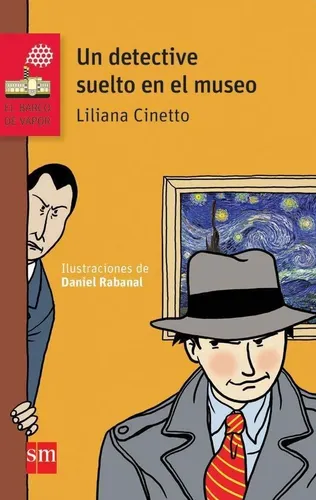 Un detective
suelto en el museo
Liliana Cinetto
EL BARCO
DE VAPOR
Ilustraciones de
Daniel Rabanal
sm